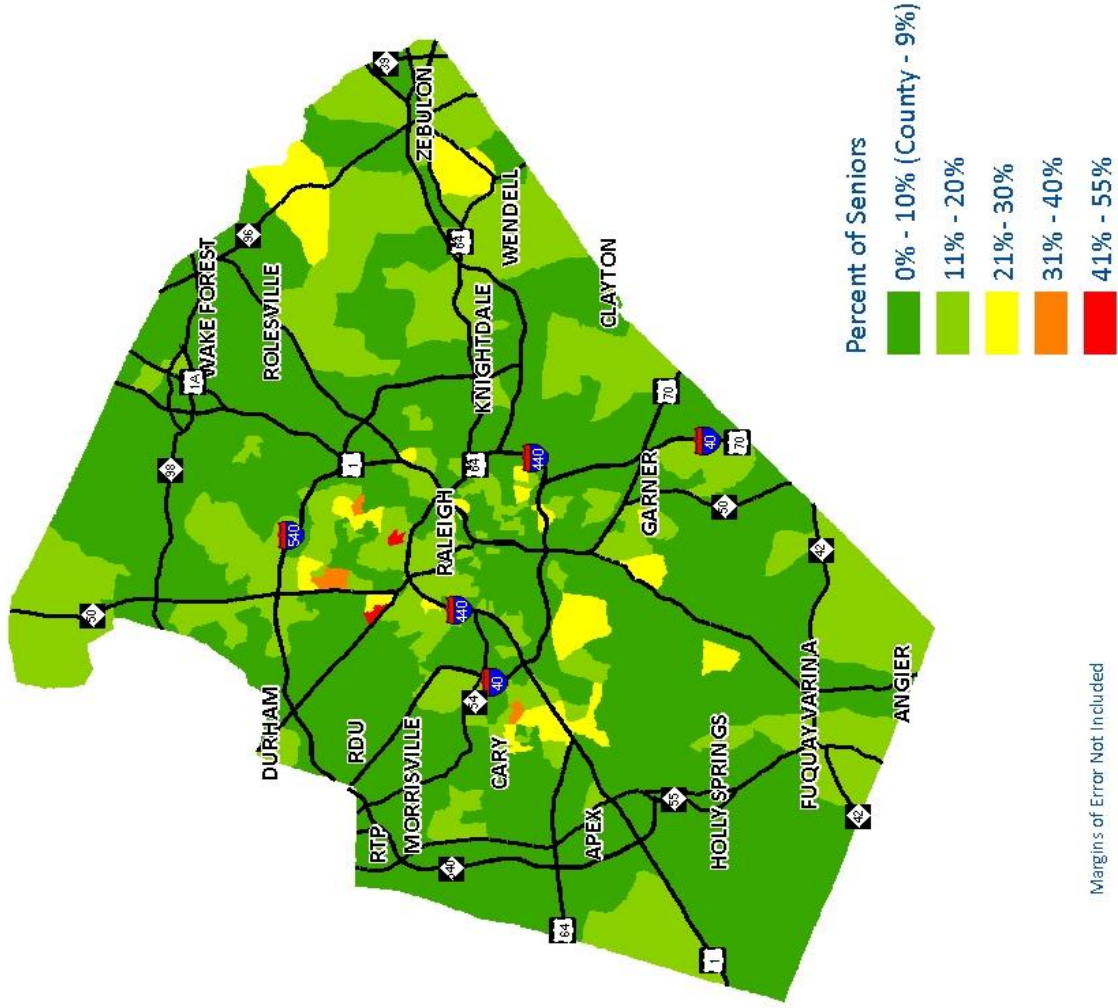 50
98
1A
WAKE FOREST
96
DURHAM
ROLESVILLE
540
1
RDU
RTP
39
MORRISVILLE
ZEBULON
RALEIGH
540
440
64
54
64
KNIGHTDALE
40
CARY
WENDELL
440
64
APEX
CLAYTON
GARNER
70
55
40
1
HOLLY SPRINGS
50
70
FUQUAY VARINA
42
42
ANGIER
Percent of Seniors
0% - 10% (County - 9%)
11% - 20%
21% - 30%
31% - 40%
41% - 55%
Margins of Error Not Included